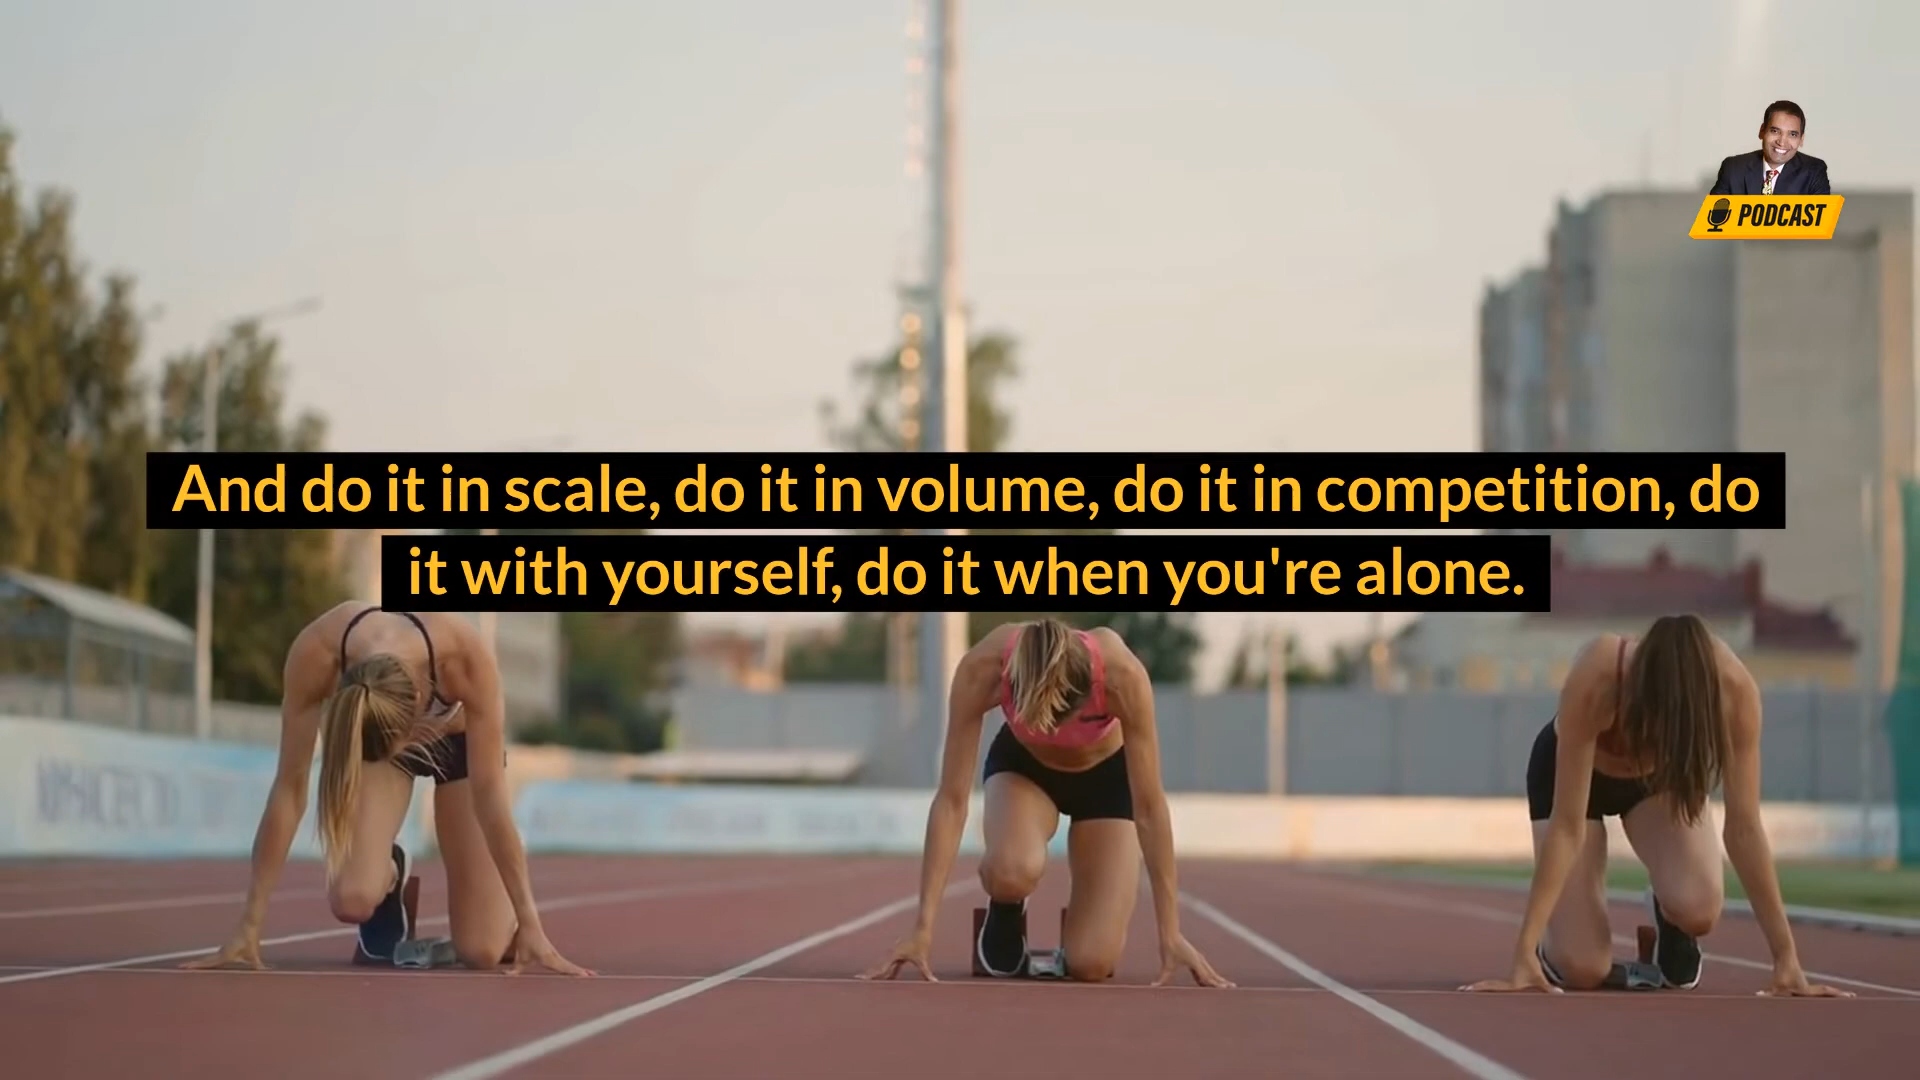 PODCAST
And do it in scale, do it in volume, do it in competition, do
it with yourself, do it when you're alone.